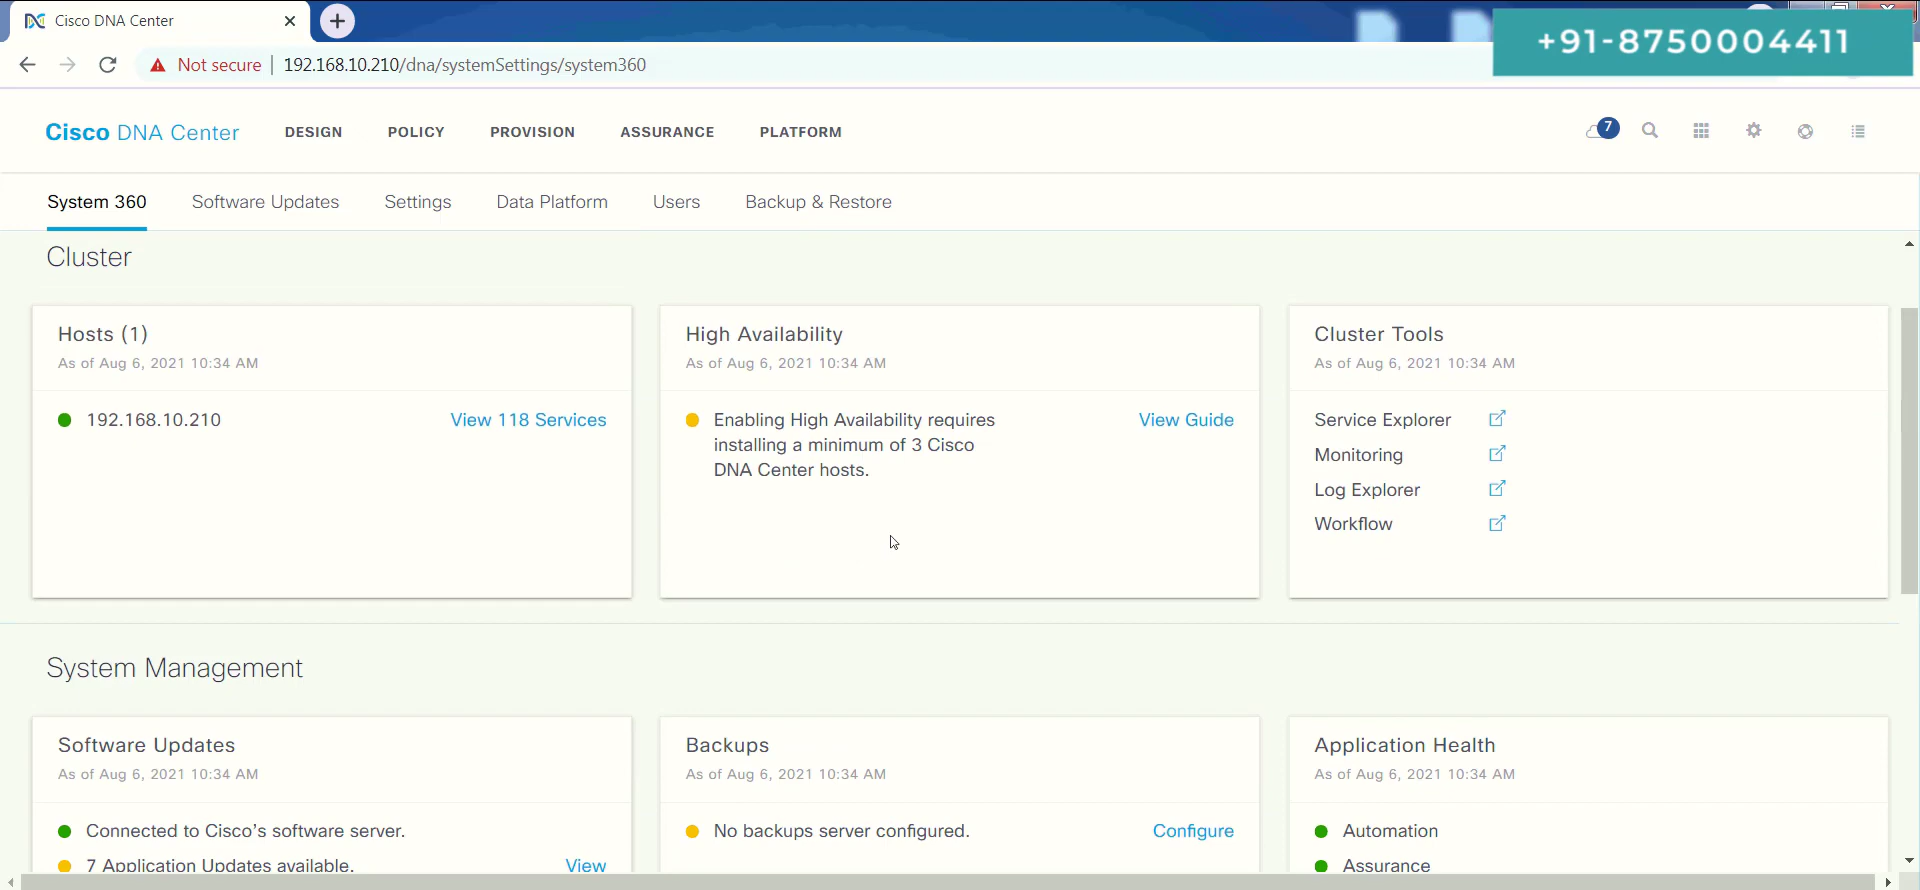 Cisco DNA Center
+91-8750004411
Not secure 192.168.10.210/dna/systemSettings/system360
Cisco DNA Center DESIGN POLICY PROVISION ASSURANCE PLATFORM 7
System 360 Software Updates Settings Data Platform Users Backup & Restore
Cluster
Hosts (1)
As of Aug 6, 2021 10:34 AM
192.168.10.210 View 118 Services
High Availability
As of Aug 6, 2021 10:34 AM
Enabling High Availability requires View Guide
installing a minimum of 3 Cisco
DNA Center hosts.
Cluster Tools
As of Aug 6, 2021 10:34 AM
Service Explorer
Monitoring
Log Explorer
Workflow
System Management
Software Updates
As of Aug 6, 2021 10:34 AM
Connected to Cisco’s software server.
7 Application Updates available. View
Backups
As of Aug 6, 2021 10:34 AM
No backups server configured. Configure
Application Health
As of Aug 6, 2021 10:34 AM
Automation
Assurance